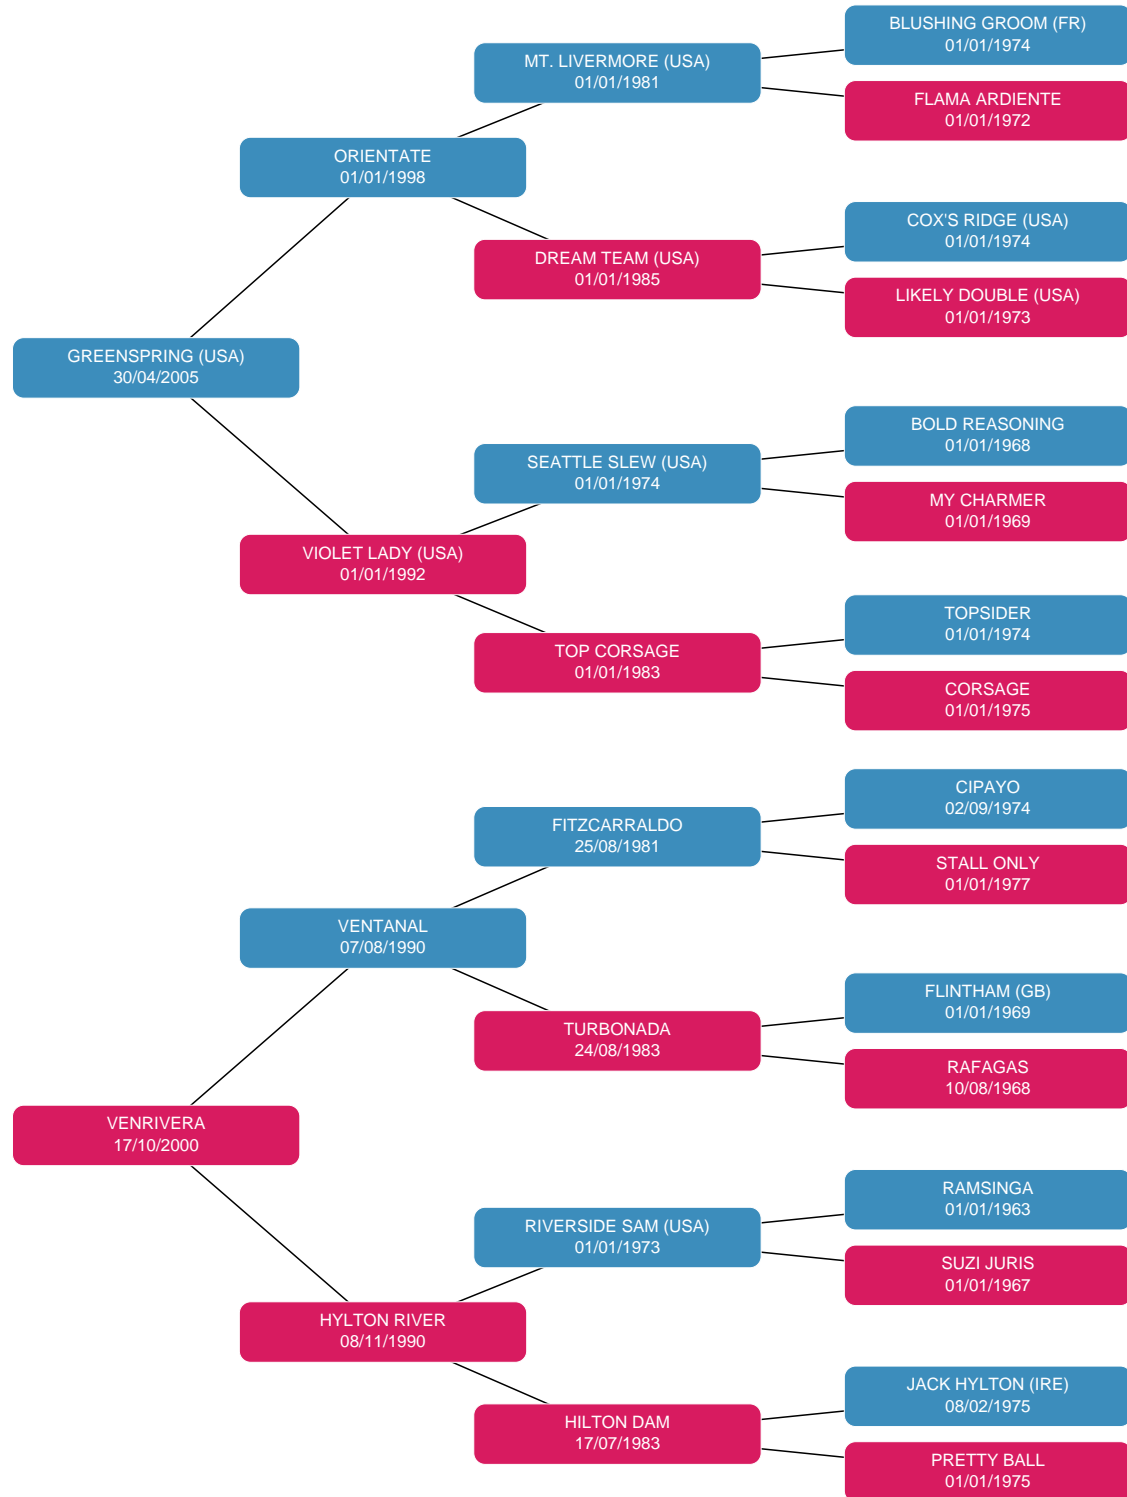 BLUSHING GROOM (FR)
01/01/1974
MT. LIVERMORE (USA)
01/01/1981
FLAMA ARDIENTE
01/01/1972
ORIENTATE
01/01/1998
COX'S RIDGE (USA)
01/01/1974
DREAM TEAM (USA)
01/01/1985
LIKELY DOUBLE (USA)
01/01/1973
GREENSPRING (USA)
30/04/2005
BOLD REASONING
01/01/1968
SEATTLE SLEW (USA)
01/01/1974
MY CHARMER
01/01/1969
VIOLET LADY (USA)
01/01/1992
TOPSIDER
01/01/1974
TOP CORSAGE
01/01/1983
CORSAGE
01/01/1975
CIPAYO
02/09/1974
FITZCARRALDO
25/08/1981
STALL ONLY
01/01/1977
VENTANAL
07/08/1990
FLINTHAM (GB)
01/01/1969
TURBONADA
24/08/1983
RAFAGAS
10/08/1968
VENRIVERA
17/10/2000
RAMSINGA
01/01/1963
RIVERSIDE SAM (USA)
01/01/1973
SUZI JURIS
01/01/1967
HYLTON RIVER
08/11/1990
JACK HYLTON (IRE)
08/02/1975
HILTON DAM
17/07/1983
PRETTY BALL
01/01/1975